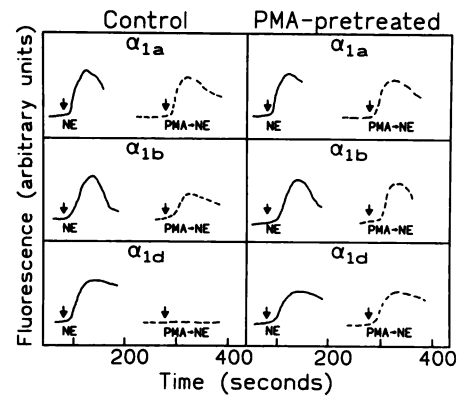 Control PMA-pretreated
α1a α1a
NE PMA→NE NE PMA→NE
α1b α1b
NE PMA→NE NE PMA→NE
α1d α1d
NE PMA→NE NE PMA→NE
Fluorescence (arbitrary units)
200 400 200 400
Time (seconds)